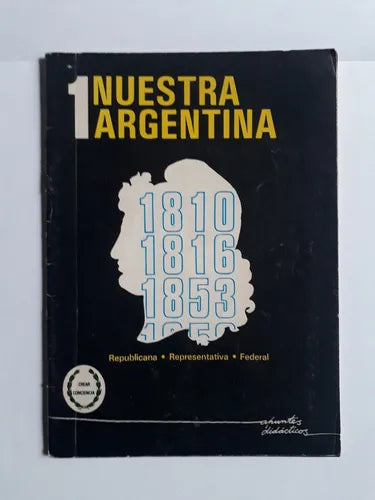 1 NUESTRA
ARGENTINA
1810
1816
1853
Republicana • Representativa • Federal
CREAR
CONCIENCIA
apuntes
didácticos